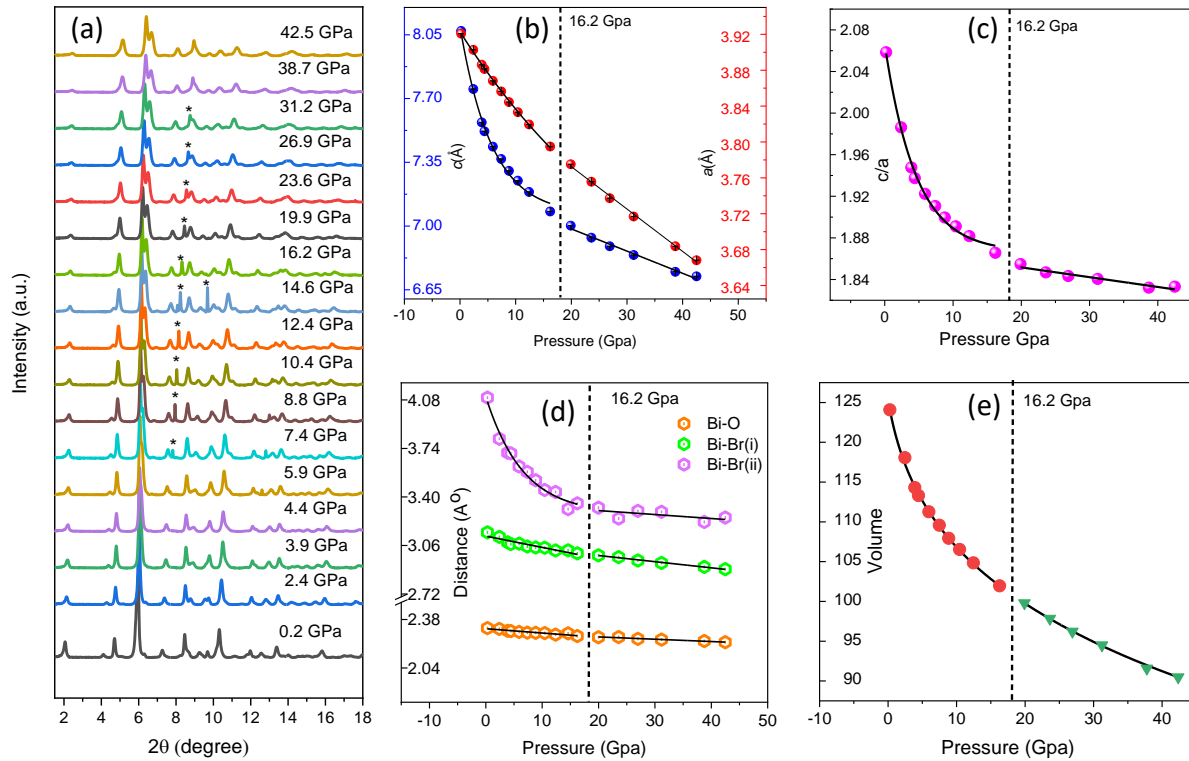 (a)
42.5 GPa
38.7 GPa
31.2 GPa
*
26.9 GPa
*
23.6 GPa
*
19.9 GPa
*
16.2 GPa
*
14.6 GPa
* *
12.4 GPa
*
10.4 GPa
*
8.8 GPa
*
7.4 GPa
*
5.9 GPa
4.4 GPa
3.9 GPa
2.4 GPa
0.2 GPa
Intensity (a.u.)
2 4 6 8 10 12 14 16 18
2θ (degree)
(b)
16.2 Gpa
8.05
7.70
7.35
7.00
6.65
c(Å)
3.92
3.88
3.84
3.80
3.76
3.72
3.68
3.64
a(Å)
-10 0 10 20 30 40 50
Pressure (Gpa)
(c)
16.2 Gpa
2.08
2.04
2.00
1.96
1.92
1.88
1.84
c/a
0 10 20 30 40
Pressure Gpa
(d)
16.2 Gpa
Bi-O
Bi-Br(i)
Bi-Br(ii)
4.08
3.74
3.40
3.06
2.72
2.38
2.04
Distance (A⁰)
-10 0 10 20 30 40 50
Pressure (Gpa)
(e)
16.2 Gpa
125
120
115
110
105
100
95
90
Volume
-10 0 10 20 30 40
Pressure (Gpa)